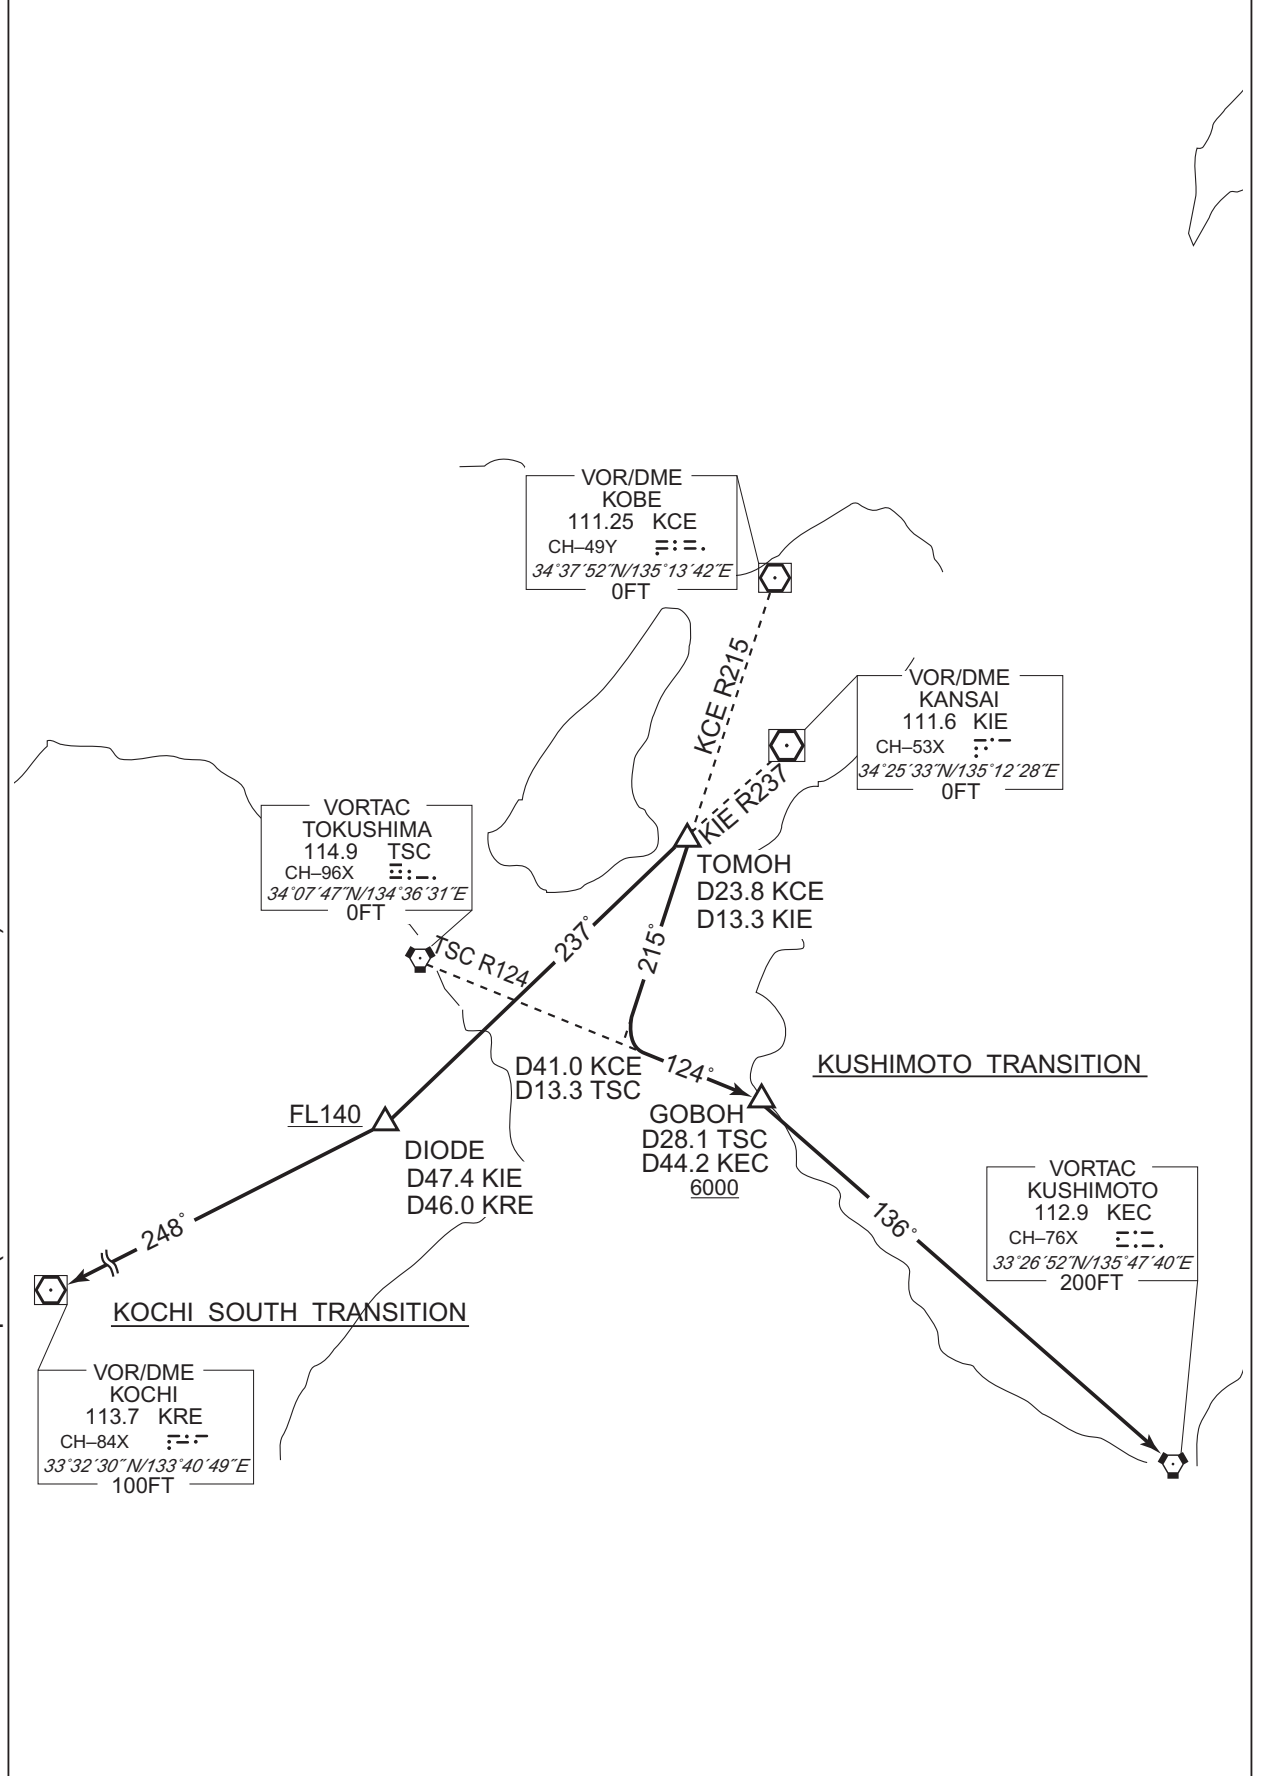 VOR/DME
KOBE
111.25 KCE
CH–49Y
34°37´52˝N/135°13´42˝E
0FT
KCE R215
VOR/DME
KANSAI
111.6 KIE
CH–53X
34°25´33˝N/135°12´28˝E
0FT
KIE R237
VORTAC
TOKUSHIMA
114.9 TSC
CH–96X
34°07´47˝N/134°36´31˝E
0FT
TOMOH
D23.8 KCE
D13.3 KIE
TSC R124
237°
215°
D41.0 KCE
D13.3 TSC
124°
KUSHIMOTO TRANSITION
FL140
GOBOH
D28.1 TSC
D44.2 KEC
6000
DIODE
D47.4 KIE
D46.0 KRE
VORTAC
KUSHIMOTO
112.9 KEC
CH–76X
33°26´52˝N/135°47´40˝E
200FT
136°
248°
KOCHI SOUTH TRANSITION
VOR/DME
KOCHI
113.7 KRE
CH–84X
33°32´30˝N/133°40´49˝E
100FT